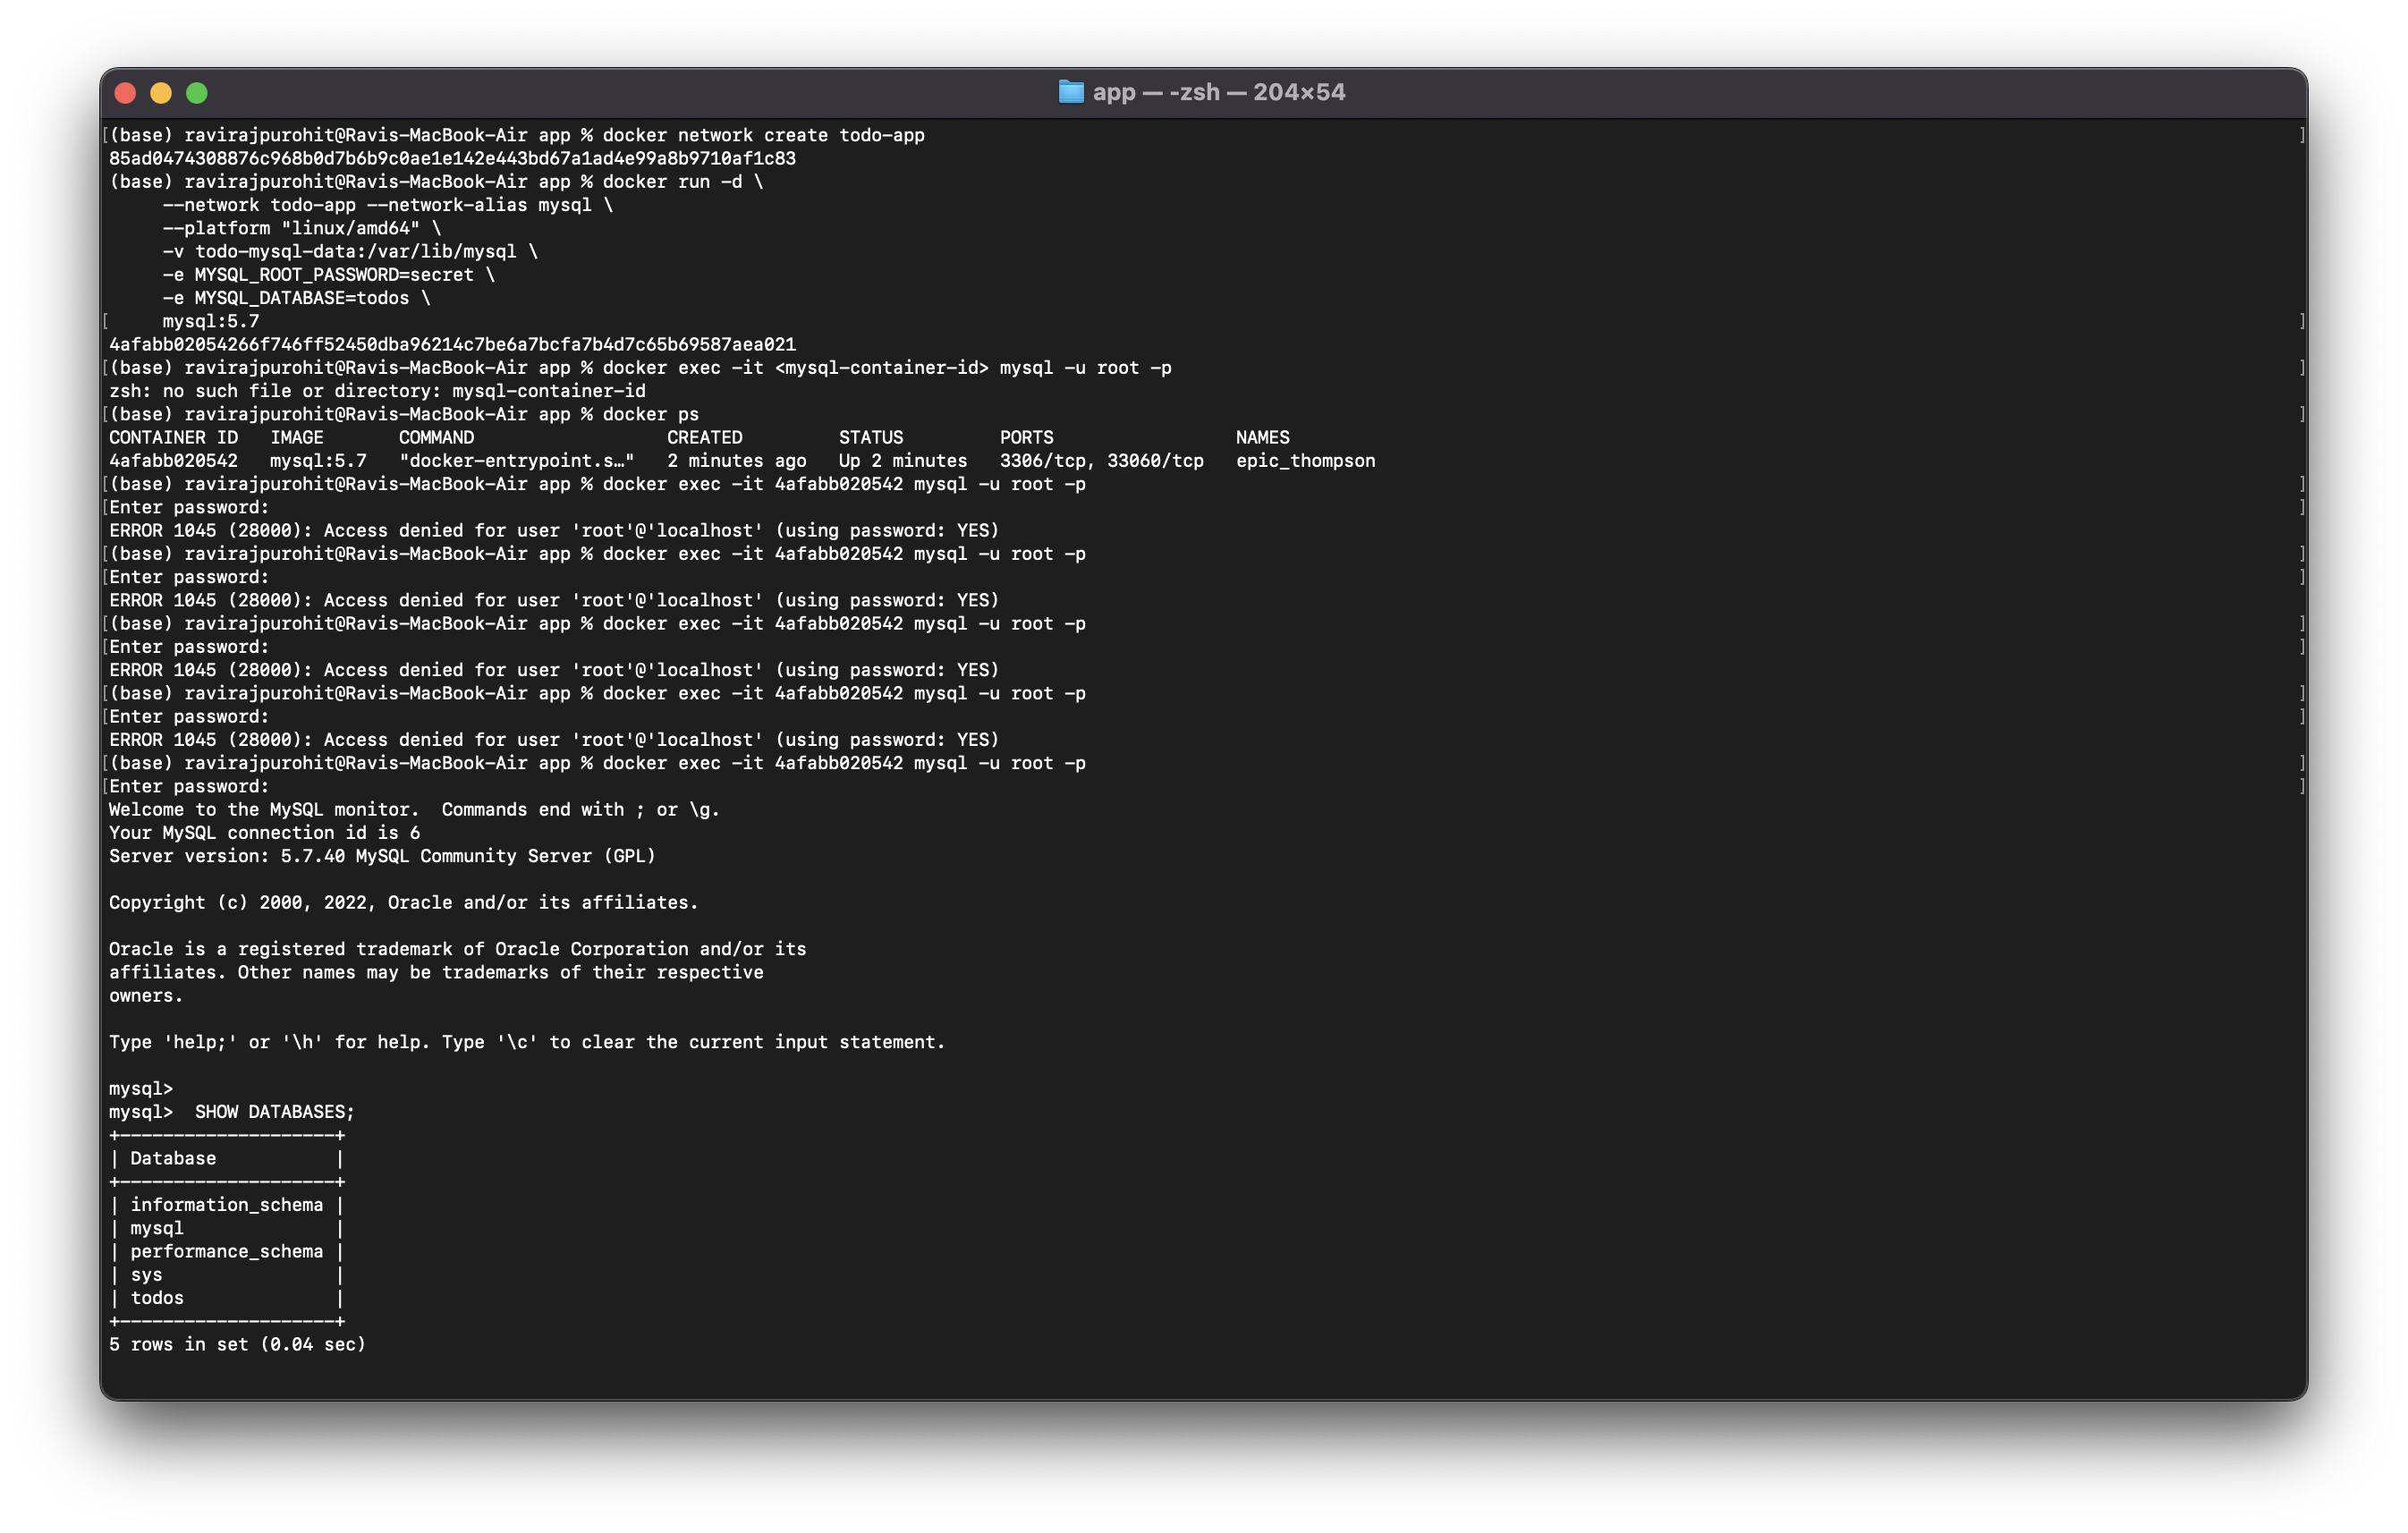 app — -zsh — 204×54
[(base) ravirajpurohit@Ravis-MacBook-Air app % docker network create todo-app ]
85ad0474308876c968b0d7b6b9c0ae1e142e443bd67a1ad4e99a8b9710af1c83
(base) ravirajpurohit@Ravis-MacBook-Air app % docker run -d \
     --network todo-app --network-alias mysql \
     --platform "linux/amd64" \
     -v todo-mysql-data:/var/lib/mysql \
     -e MYSQL_ROOT_PASSWORD=secret \
     -e MYSQL_DATABASE=todos \
[     mysql:5.7 ]
4afabb02054266f746ff52450dba96214c7be6a7bcfa7b4d7c65b69587aea021
[(base) ravirajpurohit@Ravis-MacBook-Air app % docker exec -it <mysql-container-id> mysql -u root -p ]
zsh: no such file or directory: mysql-container-id
[(base) ravirajpurohit@Ravis-MacBook-Air app % docker ps ]
CONTAINER ID   IMAGE       COMMAND                  CREATED         STATUS         PORTS                 NAMES
4afabb020542   mysql:5.7   "docker-entrypoint.s…"   2 minutes ago   Up 2 minutes   3306/tcp, 33060/tcp   epic_thompson
[(base) ravirajpurohit@Ravis-MacBook-Air app % docker exec -it 4afabb020542 mysql -u root -p ]
[Enter password: ]
ERROR 1045 (28000): Access denied for user 'root'@'localhost' (using password: YES)
[(base) ravirajpurohit@Ravis-MacBook-Air app % docker exec -it 4afabb020542 mysql -u root -p ]
[Enter password: ]
ERROR 1045 (28000): Access denied for user 'root'@'localhost' (using password: YES)
[(base) ravirajpurohit@Ravis-MacBook-Air app % docker exec -it 4afabb020542 mysql -u root -p ]
[Enter password: ]
ERROR 1045 (28000): Access denied for user 'root'@'localhost' (using password: YES)
[(base) ravirajpurohit@Ravis-MacBook-Air app % docker exec -it 4afabb020542 mysql -u root -p ]
[Enter password: ]
ERROR 1045 (28000): Access denied for user 'root'@'localhost' (using password: YES)
[(base) ravirajpurohit@Ravis-MacBook-Air app % docker exec -it 4afabb020542 mysql -u root -p ]
[Enter password: ]
Welcome to the MySQL monitor.  Commands end with ; or \g.
Your MySQL connection id is 6
Server version: 5.7.40 MySQL Community Server (GPL)

Copyright (c) 2000, 2022, Oracle and/or its affiliates.

Oracle is a registered trademark of Oracle Corporation and/or its
affiliates. Other names may be trademarks of their respective
owners.

Type 'help;' or '\h' for help. Type '\c' to clear the current input statement.

mysql>
mysql>  SHOW DATABASES;
+--------------------+
| Database           |
+--------------------+
| information_schema |
| mysql              |
| performance_schema |
| sys                |
| todos              |
+--------------------+
5 rows in set (0.04 sec)